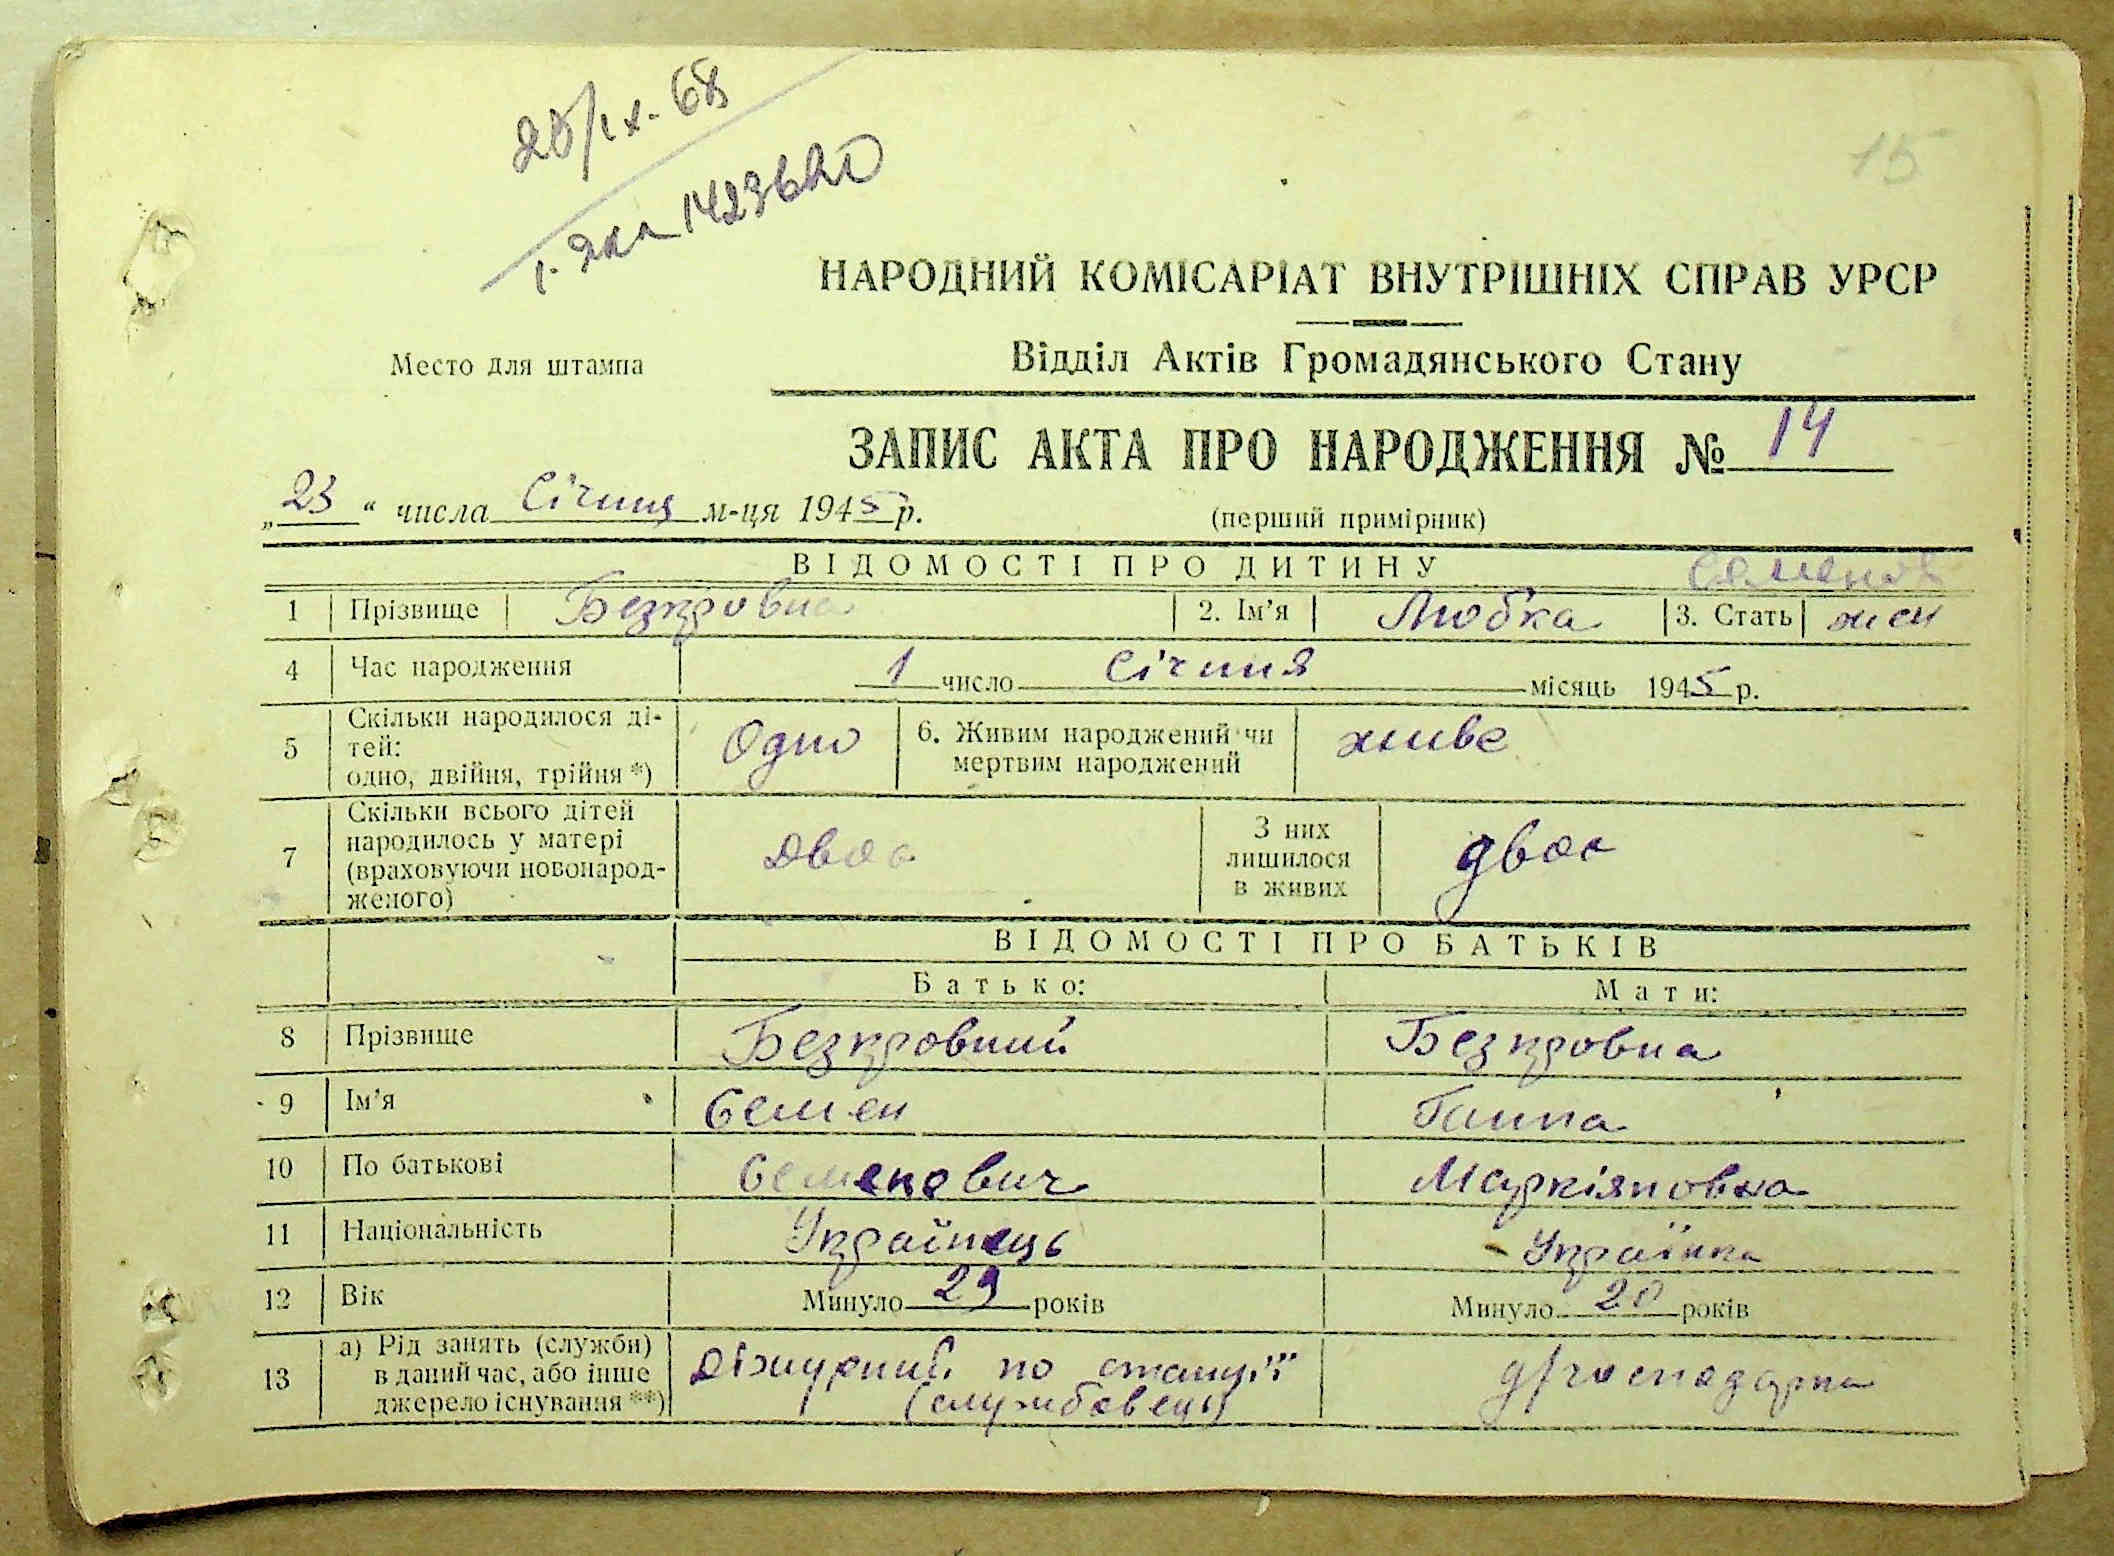 20/ix-68
15
НАРОДНИЙ КОМІСАРІАТ ВНУТРІШНІХ СПРАВ УРСР
Место для штампа
Відділ Актів Громадянського Стану
ЗАПИС АКТА ПРО НАРОДЖЕННЯ № 14
„23“ числа Січня м-ця 1945 р. (перший примірник)
ВІДОМОСТІ ПРО ДИТИНУ
1 Прізвище Безкровна 2. Ім'я Любка 3. Стать жен
4 Час народження 1 число Січня місяць 1945 р.
5 Скільки народилося ді-
тей:
одно, двійня, трійня *) Одно 6. Живим народжений чи
мертвим народжений живе
7 Скільки всього дітей
народилось у матері
(враховуючи новонарод-
женого) двоє З них
лишилося
в живих двоє
ВІДОМОСТІ ПРО БАТЬКІВ
Батько: Мати:
8 Прізвище Безкровний Безкровна
9 Ім'я Семен Ганна
10 По батькові Семенович Маркіяновна
11 Національність Українець Українка
12 Вік Минуло 29 років Минуло 20 років
13 а) Рід занять (служби)
в даний час, або інше
джерело існування **) Діжурний по станції
(службовець) д/господарка